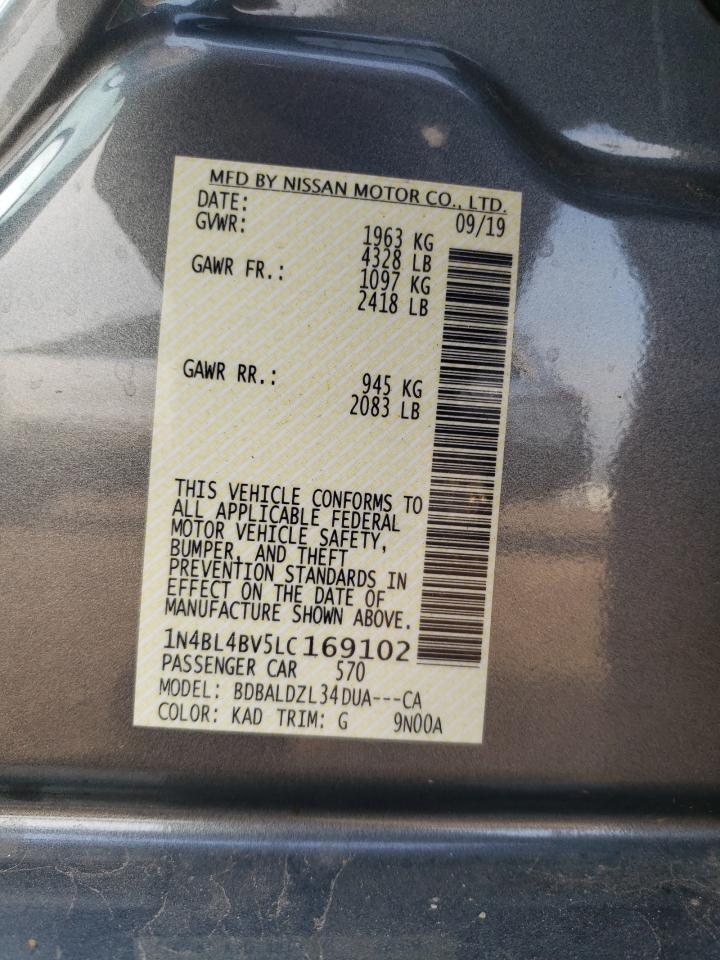 MFD BY NISSAN MOTOR CO., LTD.
DATE: 09/19
GVWR: 1963 KG
4328 LB
GAWR FR.: 1097 KG
2418 LB
GAWR RR.: 945 KG
2083 LB
THIS VEHICLE CONFORMS TO
ALL APPLICABLE FEDERAL
MOTOR VEHICLE SAFETY,
BUMPER, AND THEFT
PREVENTION STANDARDS IN
EFFECT ON THE DATE OF
MANUFACTURE SHOWN ABOVE.
1N4BL4BV5LC169102
PASSENGER CAR 570
MODEL: BDBALDZL34DUA---CA
COLOR: KAD TRIM: G 9N00A